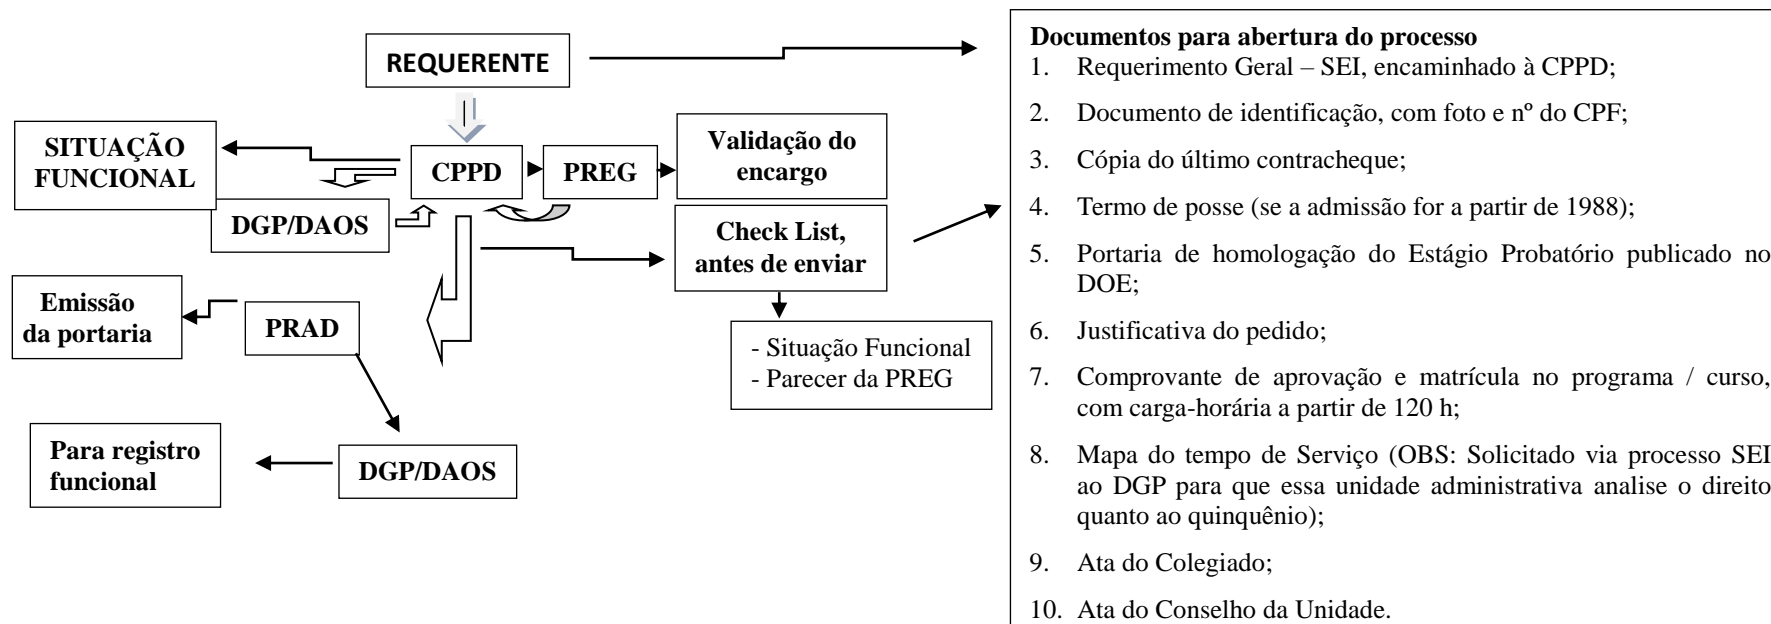 REQUERENTE
SITUAÇÃO
FUNCIONAL
CPPD
PREG
Validação do
encargo
DGP/DAOS
Check List,
antes de enviar
Emissão
da portaria
PRAD
- Situação Funcional
- Parecer da PREG
Para registro
funcional
DGP/DAOS
Documentos para abertura do processo
1. Requerimento Geral – SEI, encaminhado à CPPD;
2. Documento de identificação, com foto e nº do CPF;
3. Cópia do último contracheque;
4. Termo de posse (se a admissão for a partir de 1988);
5. Portaria de homologação do Estágio Probatório publicado no
DOE;
6. Justificativa do pedido;
7. Comprovante de aprovação e matrícula no programa / curso,
com carga-horária a partir de 120 h;
8. Mapa do tempo de Serviço (OBS: Solicitado via processo SEI
ao DGP para que essa unidade administrativa analise o direito
quanto ao quinquênio);
9. Ata do Colegiado;
10. Ata do Conselho da Unidade.